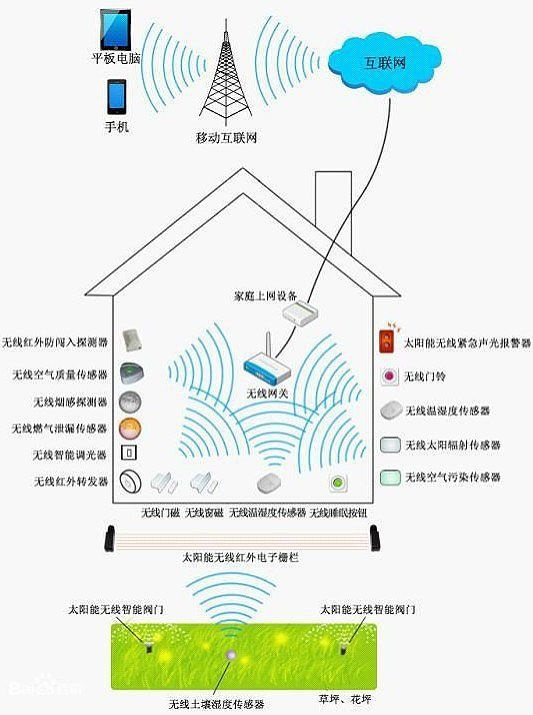 平板电脑
互联网
手机
移动互联网
家庭上网设备
无线红外防闯入探测器
太阳能无线紧急声光报警器
无线空气质量传感器
无线门铃
无线网关
无线烟感探测器
无线温湿度传感器
无线燃气泄漏传感器
无线太阳辐射传感器
无线智能调光器
无线空气污染传感器
无线红外转发器
无线门磁
无线窗磁
无线温湿度传感器
无线睡眠按钮
太阳能无线红外电子栅栏
太阳能无线智能阀门
太阳能无线智能阀门
无线土壤湿度传感器
草坪、花坪